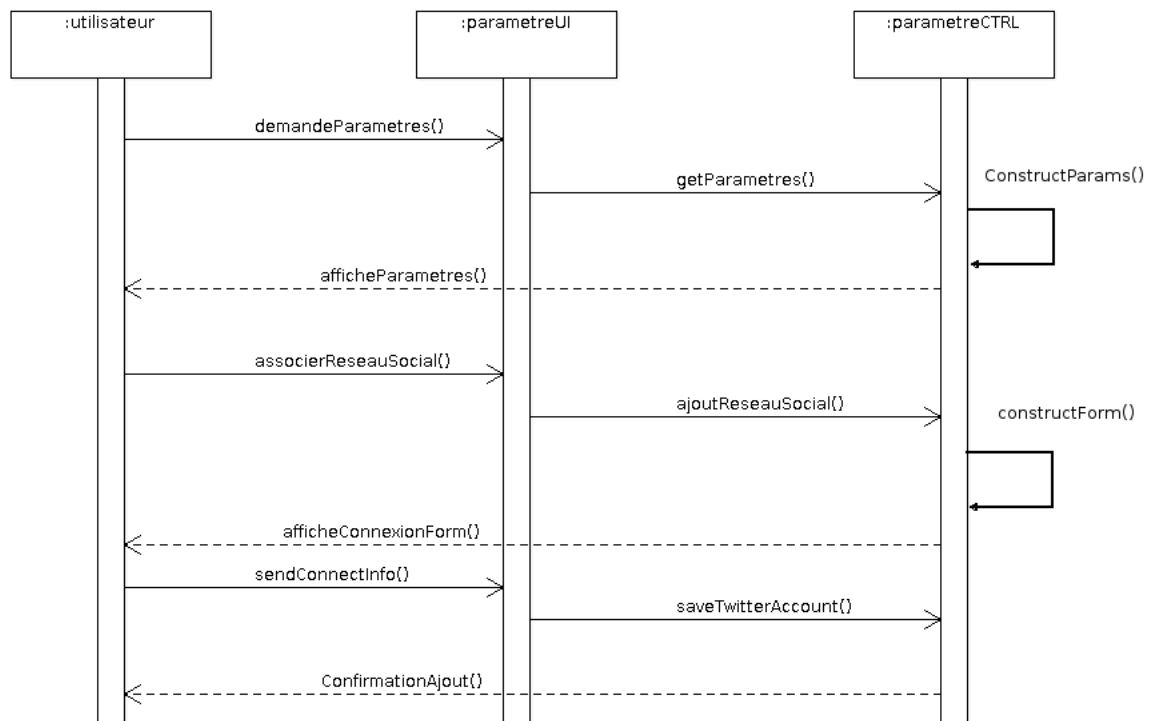 :utilisateur
:parametreUI
:parametreCTRL
demandeParametres()
ConstructParams()
getParametres()
afficheParametres()
associerReseauSocial()
ajoutReseauSocial()
constructForm()
afficheConnexionForm()
sendConnectInfo()
saveTwitterAccount()
ConfirmationAjout()